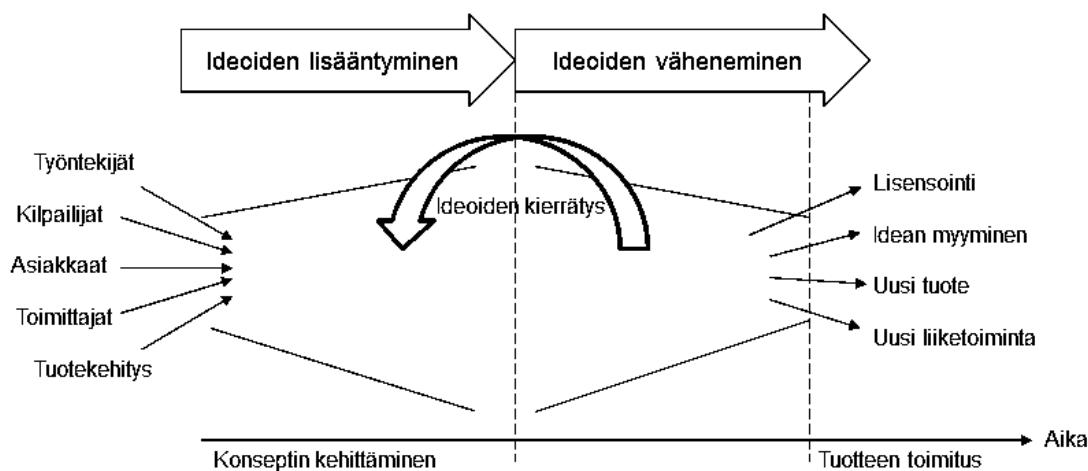 Ideoiden lisääntyminen
Ideoiden väheneminen
Työntekijät
Kilpailijat
Asiakkaat
Toimittajat
Tuotekehitys
Ideoiden kierrätys
Lisensointi
Idean myyminen
Uusi tuote
Uusi liiketoiminta
Aika
Konseptin kehittäminen
Tuotteen toimitus